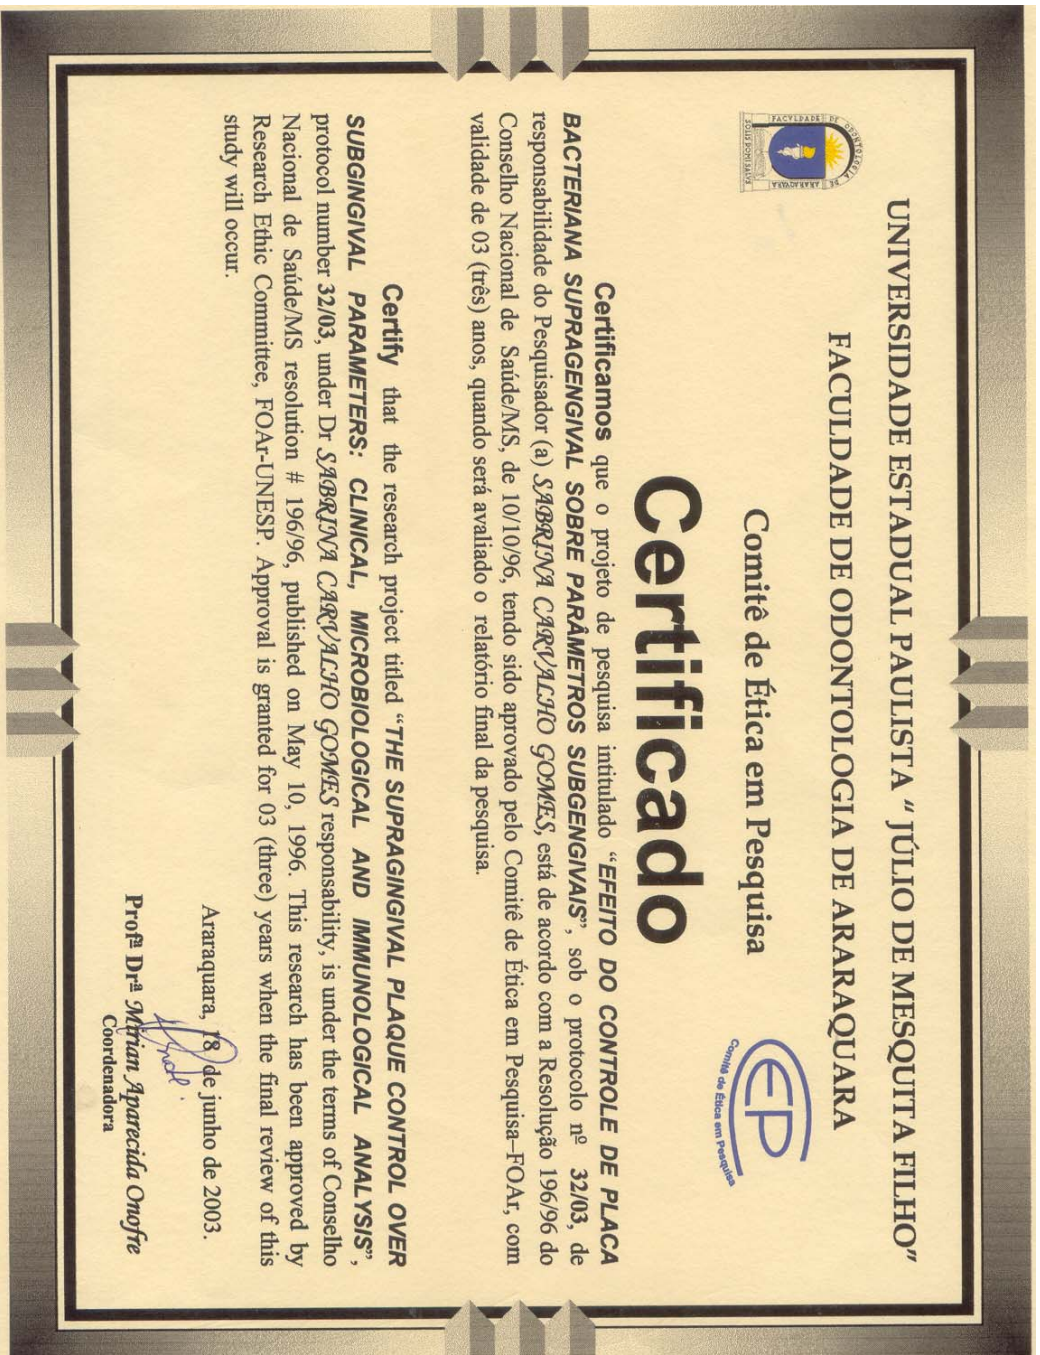 UNIVERSIDADE ESTADUAL PAULISTA "JÚLIO DE MESQUITA FILHO"
FACULDADE DE ODONTOLOGIA DE ARARAQUARA
FACVLDADE DE ODONTOLOGIA DE ARARAQVARA
Comitê de Ética em Pesquisa
CEP
Comitê de Ética em Pesquisa
Certificado
Certificamos que o projeto de pesquisa intitulado "EFEITO DO CONTROLE DE PLACA
BACTERIANA SUPRAGENGIVAL SOBRE PARÂMETROS SUBGENGIVAIS", sob o protocolo nº 32/03, de
responsabilidade do Pesquisador (a) SABRINA CARVALHO GOMES, está de acordo com a Resolução 196/96 do
Conselho Nacional de Saúde/MS, de 10/10/96, tendo sido aprovado pelo Comitê de Ética em Pesquisa–FOAr, com
validade de 03 (três) anos, quando será avaliado o relatório final da pesquisa.
Certify that the research project titled "THE SUPRAGINGIVAL PLAQUE CONTROL OVER
SUBGINGIVAL PARAMETERS: CLINICAL, MICROBIOLOGICAL AND IMMUNOLOGICAL ANALYSIS",
protocol number 32/03, under Dr SABRINA CARVALHO GOMES responsability, is under the terms of Conselho
Nacional de Saúde/MS resolution # 196/96, published on May 10, 1996. This research has been approved by
Research Ethic Committee, FOAr-UNESP. Approval is granted for 03 (three) years when the final review of this
study will occur.
Araraquara, 18 de junho de 2003.
Profª Drª Mirian Aparecida Onofre
Coordenadora